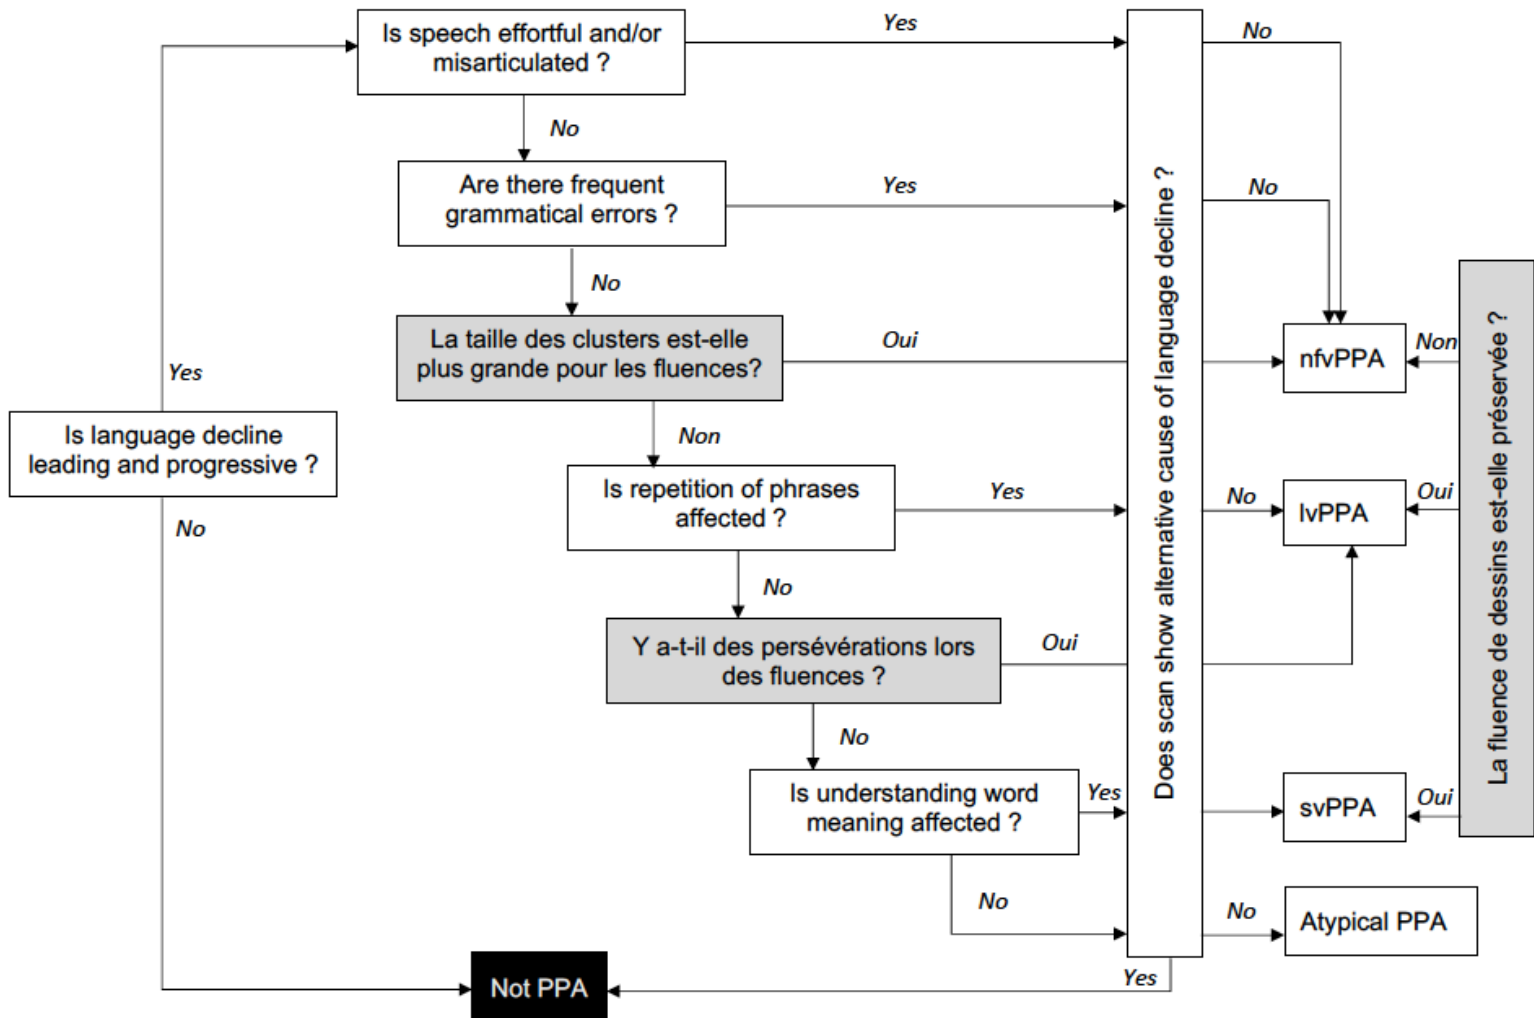 Is speech effortful and/or
misarticulated ?
Yes
No
No
Are there frequent
grammatical errors ?
Yes
No
No
La taille des clusters est-elle
plus grande pour les fluences?
Oui
nfvPPA
Non
Yes
Is language decline
leading and progressive ?
No
Non
Is repetition of phrases
affected ?
Yes
No
lvPPA
Oui
No
Y a-t-il des persévérations lors
des fluences ?
Oui
No
Is understanding word
meaning affected ?
Yes
svPPA
Oui
No
No
Atypical PPA
Does scan show alternative cause of language decline ?
La fluence de dessins est-elle préservée ?
Yes
Not PPA